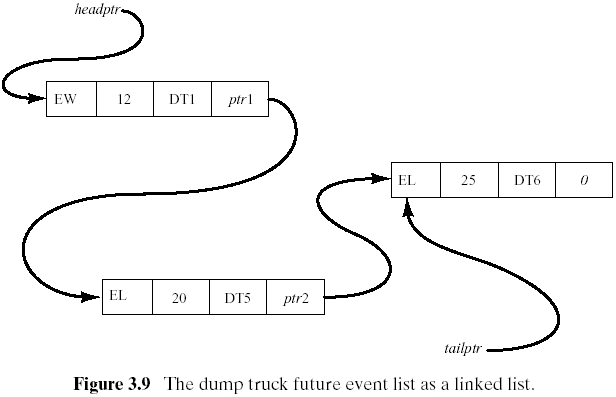 headptr
EW 12 DT1 ptr1
EL 25 DT6 0
EL 20 DT5 ptr2
tailptr
Figure 3.9 The dump truck future event list as a linked list.